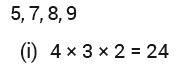 5, 7, 8, 9
(i) 4 × 3 × 2 = 24